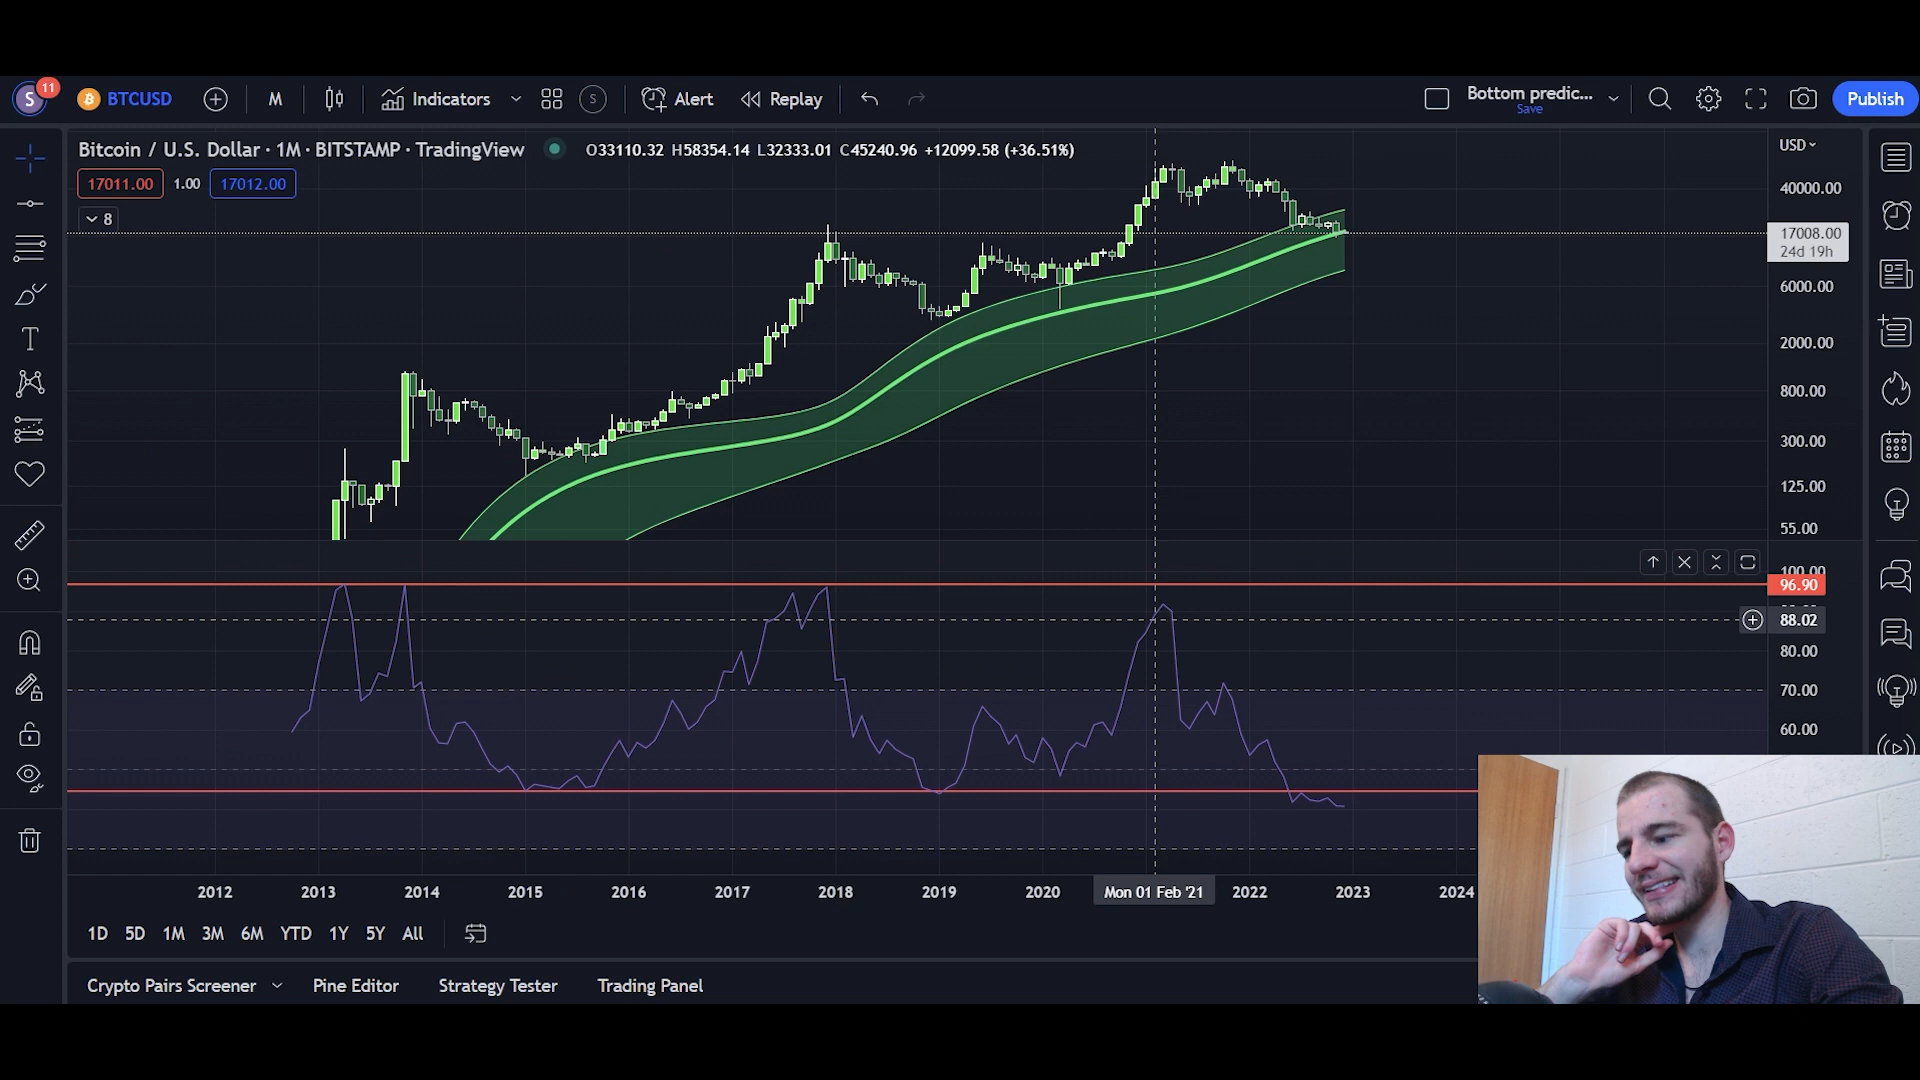 11
S
BTCUSD
M
Indicators
S
Alert
Replay
Bottom predic...
Save
Publish
Bitcoin / U.S. Dollar · 1M · BITSTAMP · TradingView
O33110.32 H58354.14 L32333.01 C45240.96 +12099.58 (+36.51%)
USD
17011.00 1.00 17012.00
8
40000.00
17008.00
24d 19h
6000.00
2000.00
800.00
300.00
125.00
55.00
100.00
96.90
88.02
80.00
70.00
60.00
2012 2013 2014 2015 2016 2017 2018 2019 2020 Mon 01 Feb '21 2022 2023 2024
1D 5D 1M 3M 6M YTD 1Y 5Y All
Crypto Pairs Screener Pine Editor Strategy Tester Trading Panel